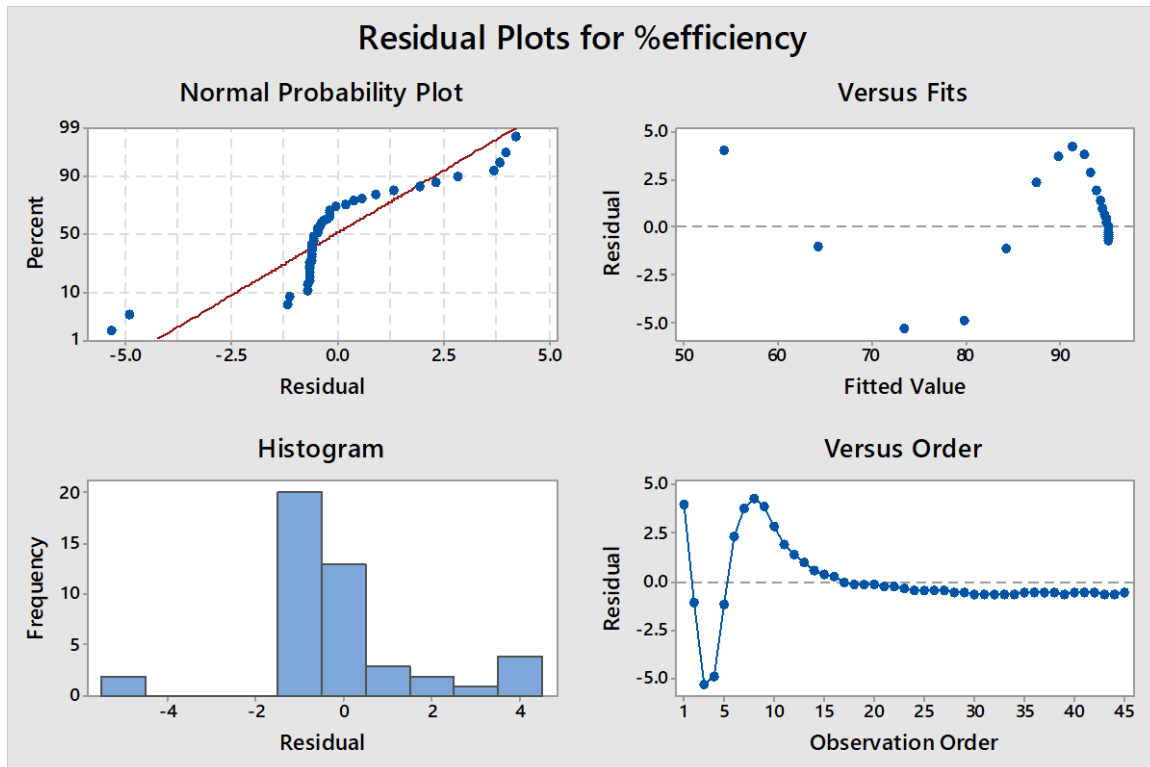 Residual Plots for %efficiency
Normal Probability Plot
99
90
50
10
1
Percent
-5.0 -2.5 0.0 2.5 5.0
Residual
Versus Fits
5.0
2.5
0.0
-2.5
-5.0
Residual
50 60 70 80 90
Fitted Value
Histogram
20
15
10
5
0
Frequency
-4 -2 0 2 4
Residual
Versus Order
5.0
2.5
0.0
-2.5
-5.0
Residual
1 5 10 15 20 25 30 35 40 45
Observation Order